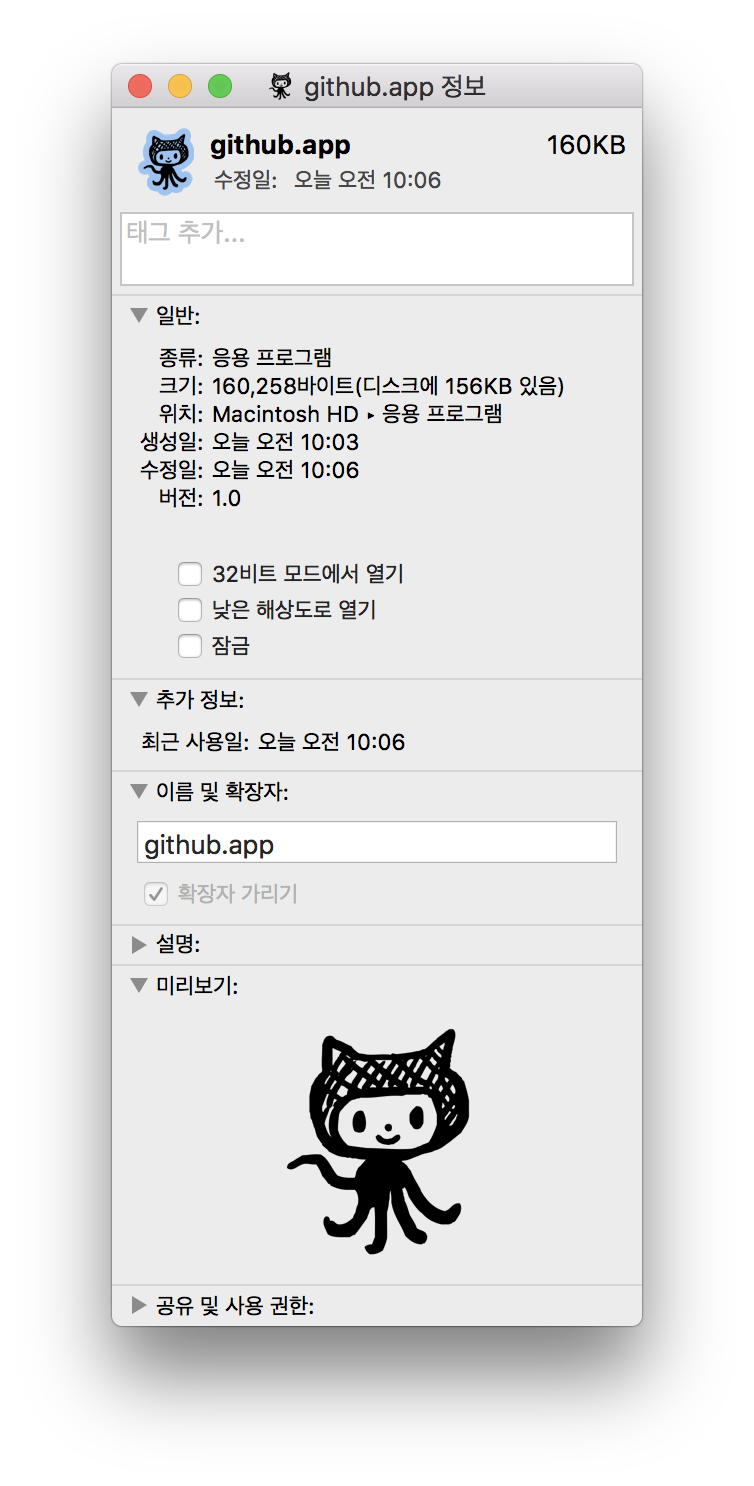 github.app 정보
github.app 160KB
수정일: 오늘 오전 10:06
태그 추가...
일반:
종류: 응용 프로그램
크기: 160,258바이트(디스크에 156KB 있음)
위치: Macintosh HD ▸ 응용 프로그램
생성일: 오늘 오전 10:03
수정일: 오늘 오전 10:06
버전: 1.0
32비트 모드에서 열기
낮은 해상도로 열기
잠금
추가 정보:
최근 사용일: 오늘 오전 10:06
이름 및 확장자:
github.app
확장자 가리기
설명:
미리보기:
공유 및 사용 권한: